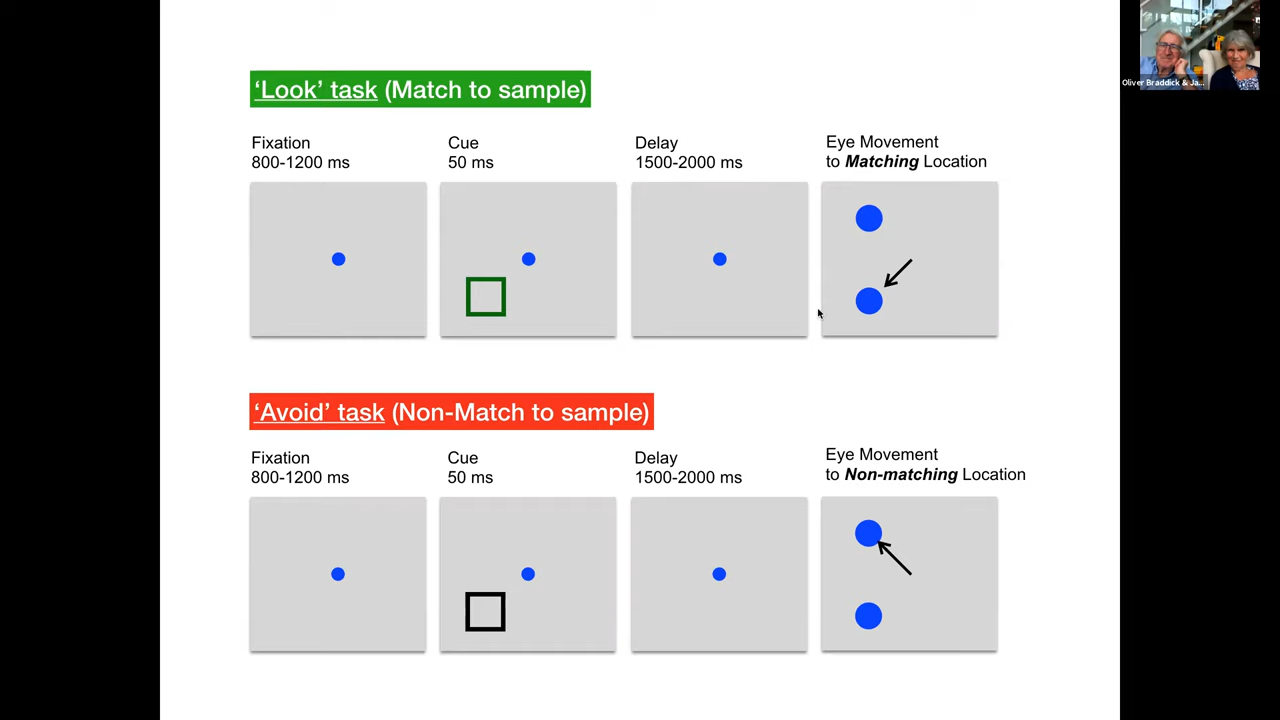 Oliver Braddick & Ja...
‘Look’ task (Match to sample)
Fixation
800-1200 ms
Cue
50 ms
Delay
1500-2000 ms
Eye Movement
to Matching Location
‘Avoid’ task (Non-Match to sample)
Fixation
800-1200 ms
Cue
50 ms
Delay
1500-2000 ms
Eye Movement
to Non-matching Location